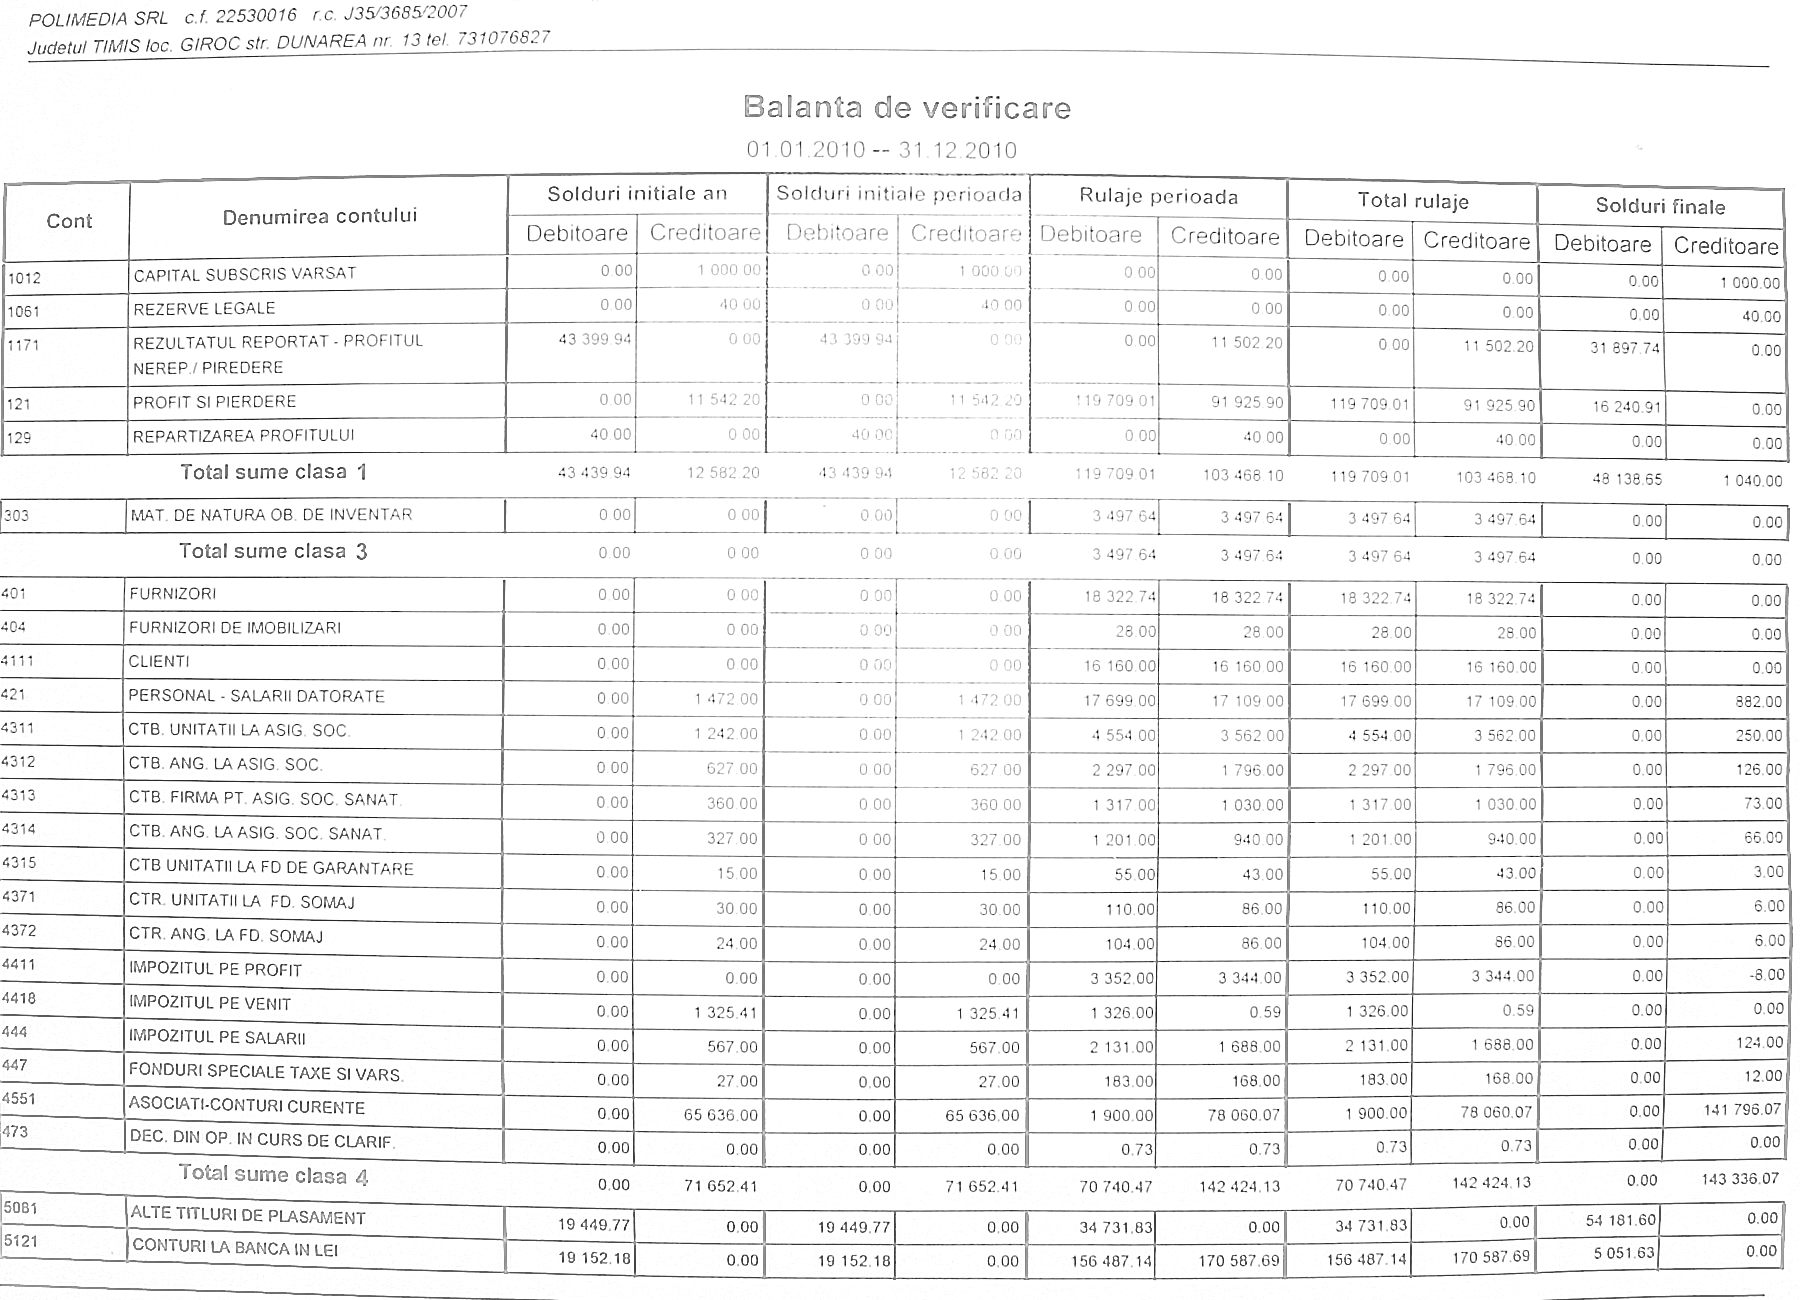 POLIMEDIA SRL c.f. 22530016 r.c. J35/3685/2007
Judetul TIMIS loc. GIROC str. DUNAREA nr. 13 tel. 731076827
Balanta de verificare
01.01.2010 -- 31.12.2010
Cont Denumirea contului Solduri initiale an Solduri initiale perioada Rulaje perioada Total rulaje Solduri finale
Debitoare Creditoare Debitoare Creditoare Debitoare Creditoare Debitoare Creditoare Debitoare Creditoare
1012 CAPITAL SUBSCRIS VARSAT 0.00 1 000.00 0.00 1 000.00 0.00 0.00 0.00 0.00 0.00 1 000.00
1061 REZERVE LEGALE 0.00 40.00 0.00 40.00 0.00 0.00 0.00 0.00 0.00 40.00
1171 REZULTATUL REPORTAT - PROFITUL 43 399.94 0.00 43 399.94 0.00 0.00 11 502.20 0.00 11 502.20 31 897.74 0.00
NEREP./ PIREDERE
121 PROFIT SI PIERDERE 0.00 11 542.20 0.00 11 542.20 119 709.01 91 925.90 119 709.01 91 925.90 16 240.91 0.00
129 REPARTIZAREA PROFITULUI 40.00 0.00 40.00 0.00 0.00 40.00 0.00 40.00 0.00 0.00
Total sume clasa 1 43 439.94 12 582.20 43 439.94 12 582.20 119 709.01 103 468.10 119 709.01 103 468.10 48 138.65 1 040.00
303 MAT. DE NATURA OB. DE INVENTAR 0.00 0.00 0.00 0.00 3 497.64 3 497.64 3 497.64 3 497.64 0.00 0.00
Total sume clasa 3 0.00 0.00 0.00 0.00 3 497.64 3 497.64 3 497.64 3 497.64 0.00 0.00
401 FURNIZORI 0.00 0.00 0.00 0.00 18 322.74 18 322.74 18 322.74 18 322.74 0.00 0.00
404 FURNIZORI DE IMOBILIZARI 0.00 0.00 0.00 0.00 28.00 28.00 28.00 28.00 0.00 0.00
4111 CLIENTI 0.00 0.00 0.00 0.00 16 160.00 16 160.00 16 160.00 16 160.00 0.00 0.00
421 PERSONAL - SALARII DATORATE 0.00 1 472.00 0.00 1 472.00 17 699.00 17 109.00 17 699.00 17 109.00 0.00 882.00
4311 CTB. UNITATII LA ASIG. SOC. 0.00 1 242.00 0.00 1 242.00 4 554.00 3 562.00 4 554.00 3 562.00 0.00 250.00
4312 CTB. ANG. LA ASIG. SOC. 0.00 627.00 0.00 627.00 2 297.00 1 796.00 2 297.00 1 796.00 0.00 126.00
4313 CTB. FIRMA PT. ASIG. SOC. SANAT. 0.00 360.00 0.00 360.00 1 317.00 1 030.00 1 317.00 1 030.00 0.00 73.00
4314 CTB. ANG. LA ASIG. SOC. SANAT. 0.00 327.00 0.00 327.00 1 201.00 940.00 1 201.00 940.00 0.00 66.00
4315 CTB UNITATII LA FD DE GARANTARE 0.00 15.00 0.00 15.00 55.00 43.00 55.00 43.00 0.00 3.00
4371 CTR. UNITATII LA FD. SOMAJ 0.00 30.00 0.00 30.00 110.00 86.00 110.00 86.00 0.00 6.00
4372 CTR. ANG. LA FD. SOMAJ 0.00 24.00 0.00 24.00 104.00 86.00 104.00 86.00 0.00 6.00
4411 IMPOZITUL PE PROFIT 0.00 0.00 0.00 0.00 3 352.00 3 344.00 3 352.00 3 344.00 0.00 -8.00
4418 IMPOZITUL PE VENIT 0.00 1 325.41 0.00 1 325.41 1 326.00 0.59 1 326.00 0.59 0.00 0.00
444 IMPOZITUL PE SALARII 0.00 567.00 0.00 567.00 2 131.00 1 688.00 2 131.00 1 688.00 0.00 124.00
447 FONDURI SPECIALE TAXE SI VARS. 0.00 27.00 0.00 27.00 183.00 168.00 183.00 168.00 0.00 12.00
4551 ASOCIATI-CONTURI CURENTE 0.00 65 636.00 0.00 65 636.00 1 900.00 78 060.07 1 900.00 78 060.07 0.00 141 796.07
473 DEC. DIN OP. IN CURS DE CLARIF. 0.00 0.00 0.00 0.00 0.73 0.73 0.73 0.73 0.00 0.00
Total sume clasa 4 0.00 71 652.41 0.00 71 652.41 70 740.47 142 424.13 70 740.47 142 424.13 0.00 143 336.07
5081 ALTE TITLURI DE PLASAMENT 19 449.77 0.00 19 449.77 0.00 34 731.83 0.00 34 731.83 0.00 54 181.60 0.00
5121 CONTURI LA BANCA IN LEI 19 152.18 0.00 19 152.18 0.00 156 487.14 170 587.69 156 487.14 170 587.69 5 051.63 0.00